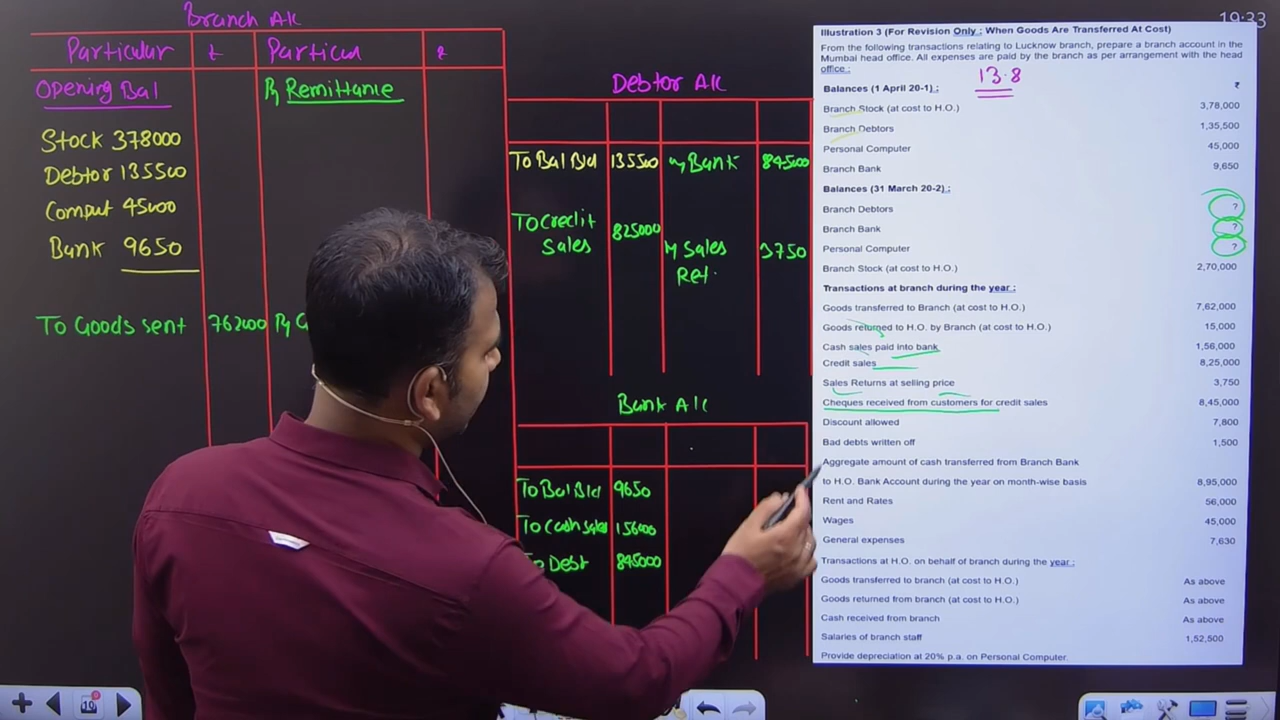 Branch A/c
Particular ₹ Particul ₹
Opening Bal By Remittanie
Stock 378000
Debtor 135500
Comput 45000
Bank 9650
To Goods sent 762000 By G
Debtor A/c
To Bal B/d 135500 By Bank 845000
To credit Sales 825000 By Sales Ret. 3750
Bank A/c
To Bal B/d 9650
To Cash sales 156000
To Debt 845000
19:33
Illustration 3 (For Revision Only : When Goods Are Transferred At Cost)
From the following transactions relating to Lucknow branch, prepare a branch account in the
Mumbai head office. All expenses are paid by the branch as per arrangement with the head
office :
13.8
Balances (1 April 20-1) : ₹
Branch Stock (at cost to H.O.) 3,78,000
Branch Debtors 1,35,500
Personal Computer 45,000
Branch Bank 9,650
Balances (31 March 20-2) :
Branch Debtors ?
Branch Bank ?
Personal Computer ?
Branch Stock (at cost to H.O.) 2,70,000
Transactions at branch during the year :
Goods transferred to Branch (at cost to H.O.) 7,62,000
Goods returned to H.O. by Branch (at cost to H.O.) 15,000
Cash sales paid into bank 1,56,000
Credit sales 8,25,000
Sales Returns at selling price 3,750
Cheques received from customers for credit sales 8,45,000
Discount allowed 7,800
Bad debts written off 1,500
Aggregate amount of cash transferred from Branch Bank
to H.O. Bank Account during the year on month-wise basis 8,95,000
Rent and Rates 56,000
Wages 45,000
General expenses 7,630
Transactions at H.O. on behalf of branch during the year :
Goods transferred to branch (at cost to H.O.) As above
Goods returned from branch (at cost to H.O.) As above
Cash received from branch As above
Salaries of branch staff 1,52,500
Provide depreciation at 20% p.a. on Personal Computer.
19